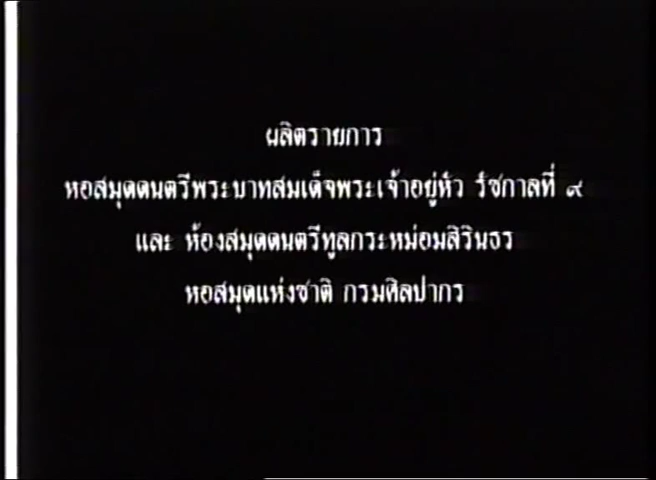 ผลิตรายการ
หอสมุดดนตรีพระบาทสมเด็จพระเจ้าอยู่หัว รัชกาลที่ ๙
และ ห้องสมุดดนตรีทูลกระหม่อมสิรินธร
หอสมุดแห่งชาติ กรมศิลปากร